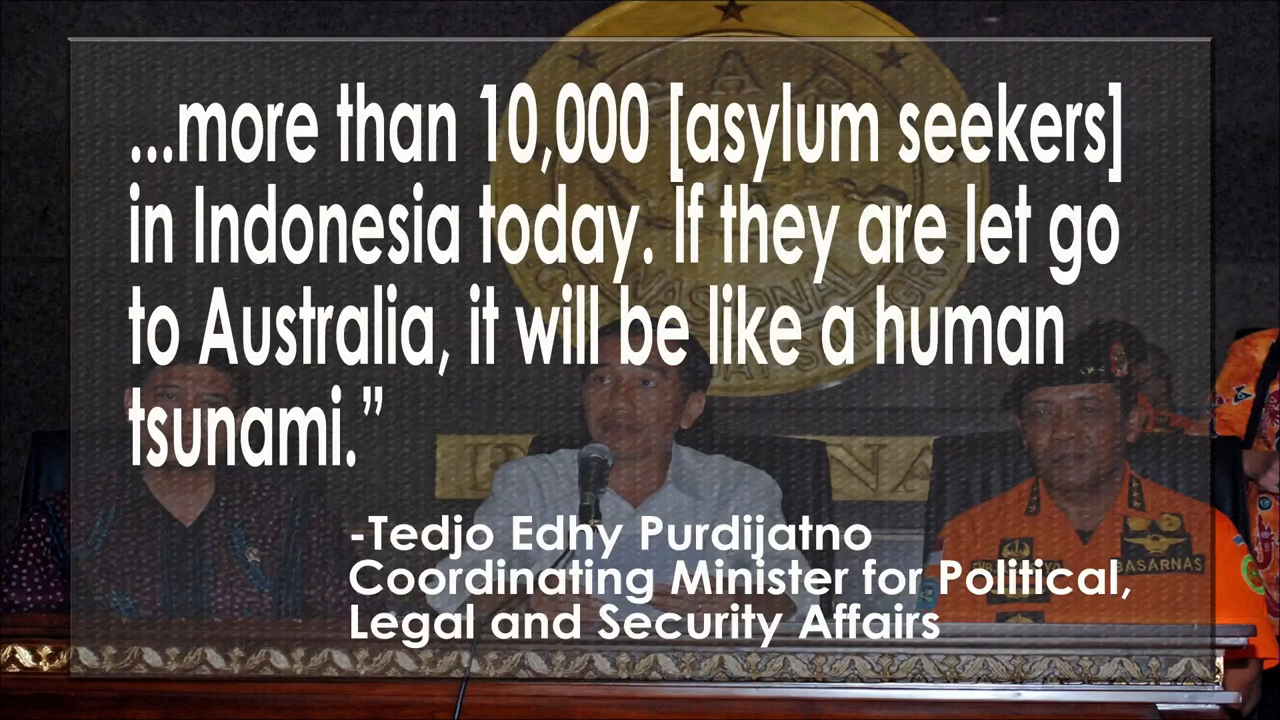 ...more than 10,000 [asylum seekers]
in Indonesia today. If they are let go
to Australia, it will be like a human
tsunami.”
-Tedjo Edhy Purdijatno
Coordinating Minister for Political,
Legal and Security Affairs
BASARNAS